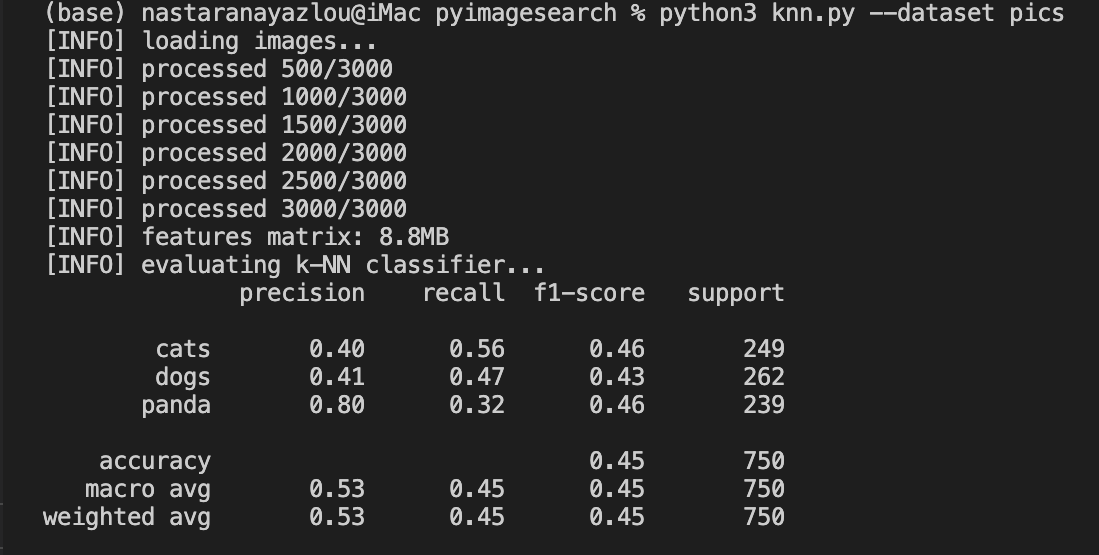 (base) nastaranayazlou@iMac pyimagesearch % python3 knn.py --dataset pics
[INFO] loading images...
[INFO] processed 500/3000
[INFO] processed 1000/3000
[INFO] processed 1500/3000
[INFO] processed 2000/3000
[INFO] processed 2500/3000
[INFO] processed 3000/3000
[INFO] features matrix: 8.8MB
[INFO] evaluating k-NN classifier...
precision recall f1-score support
cats 0.40 0.56 0.46 249
dogs 0.41 0.47 0.43 262
panda 0.80 0.32 0.46 239
accuracy 0.45 750
macro avg 0.53 0.45 0.45 750
weighted avg 0.53 0.45 0.45 750